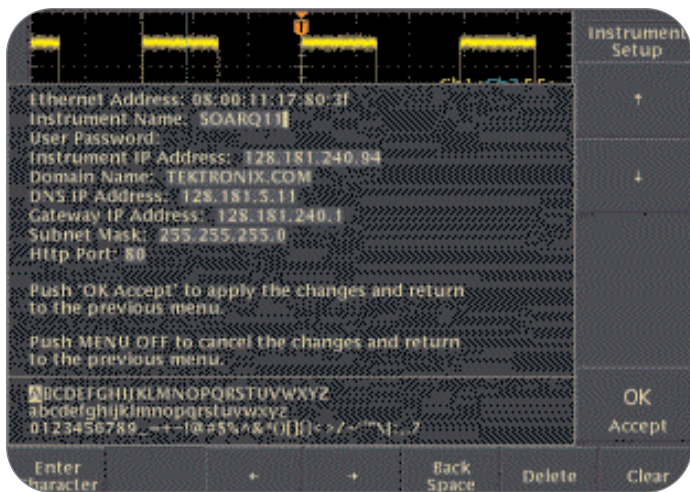 T
Instrument
Setup
Ethernet Address: 08:00:11:17:80:3f
Instrument Name: SOARQ11
User Password:
Instrument IP Address: 128.181.240.94
Domain Name: TEKTRONIX.COM
DNS IP Address: 128.181.5.11
Gateway IP Address: 128.181.240.1
Subnet Mask: 255.255.255.0
Http Port: 80
Push 'OK Accept' to apply the changes and return
to the previous menu.
Push MENU OFF to cancel the changes and return
to the previous menu.
ABCDEFGHIJKLMNOPQRSTUVWXYZ
abcdefghijklmnopqrstuvwxyz
OK
Accept
Enter
Character
Back
Space
Delete
Clear